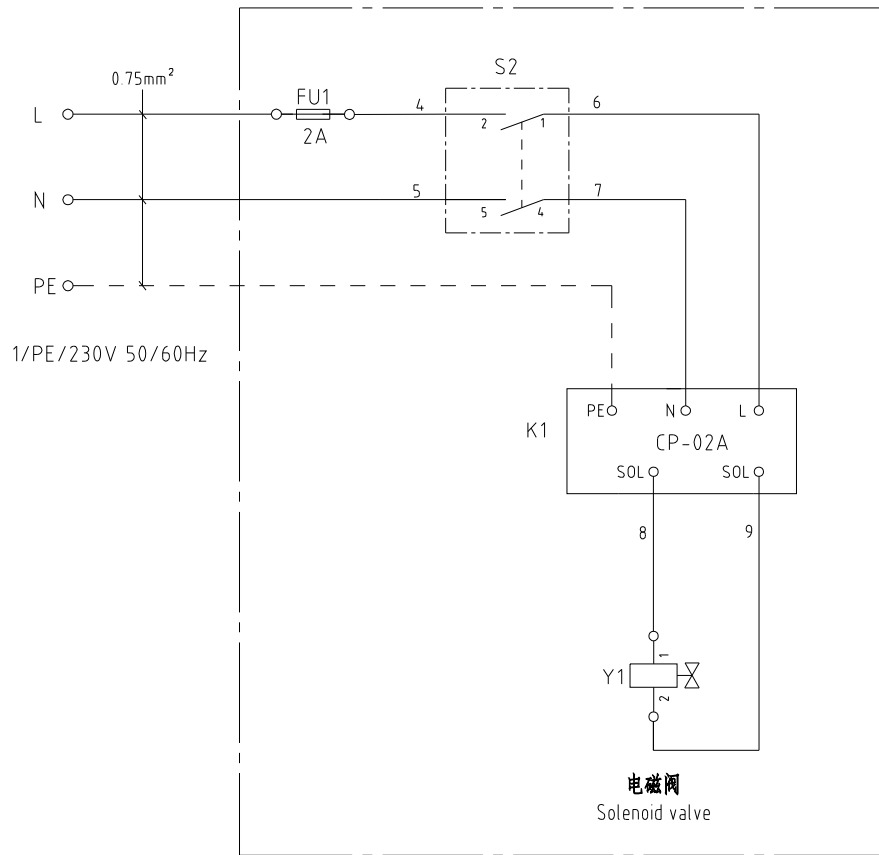 0.75mm²
S2
FU1
4
6
L
2
1
2A
5
7
N
5
4
PE
1/PE/230V 50/60Hz
PE
N
L
K1
CP-02A
SOL
SOL
8
9
1
Y1
2
电磁阀
Solenoid valve